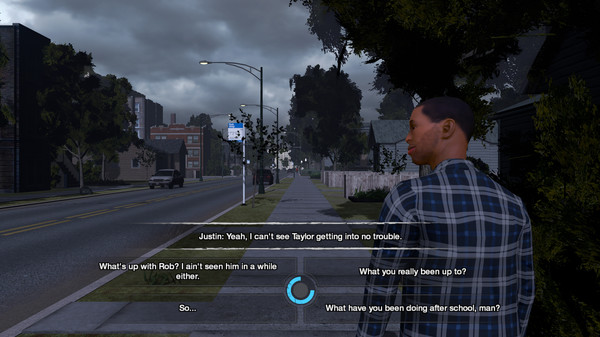 Justin: Yeah, I can't see Taylor getting into no trouble.
What's up with Rob? I ain't seen him in a while
either.
What you really been up to?
So...
What have you been doing after school, man?